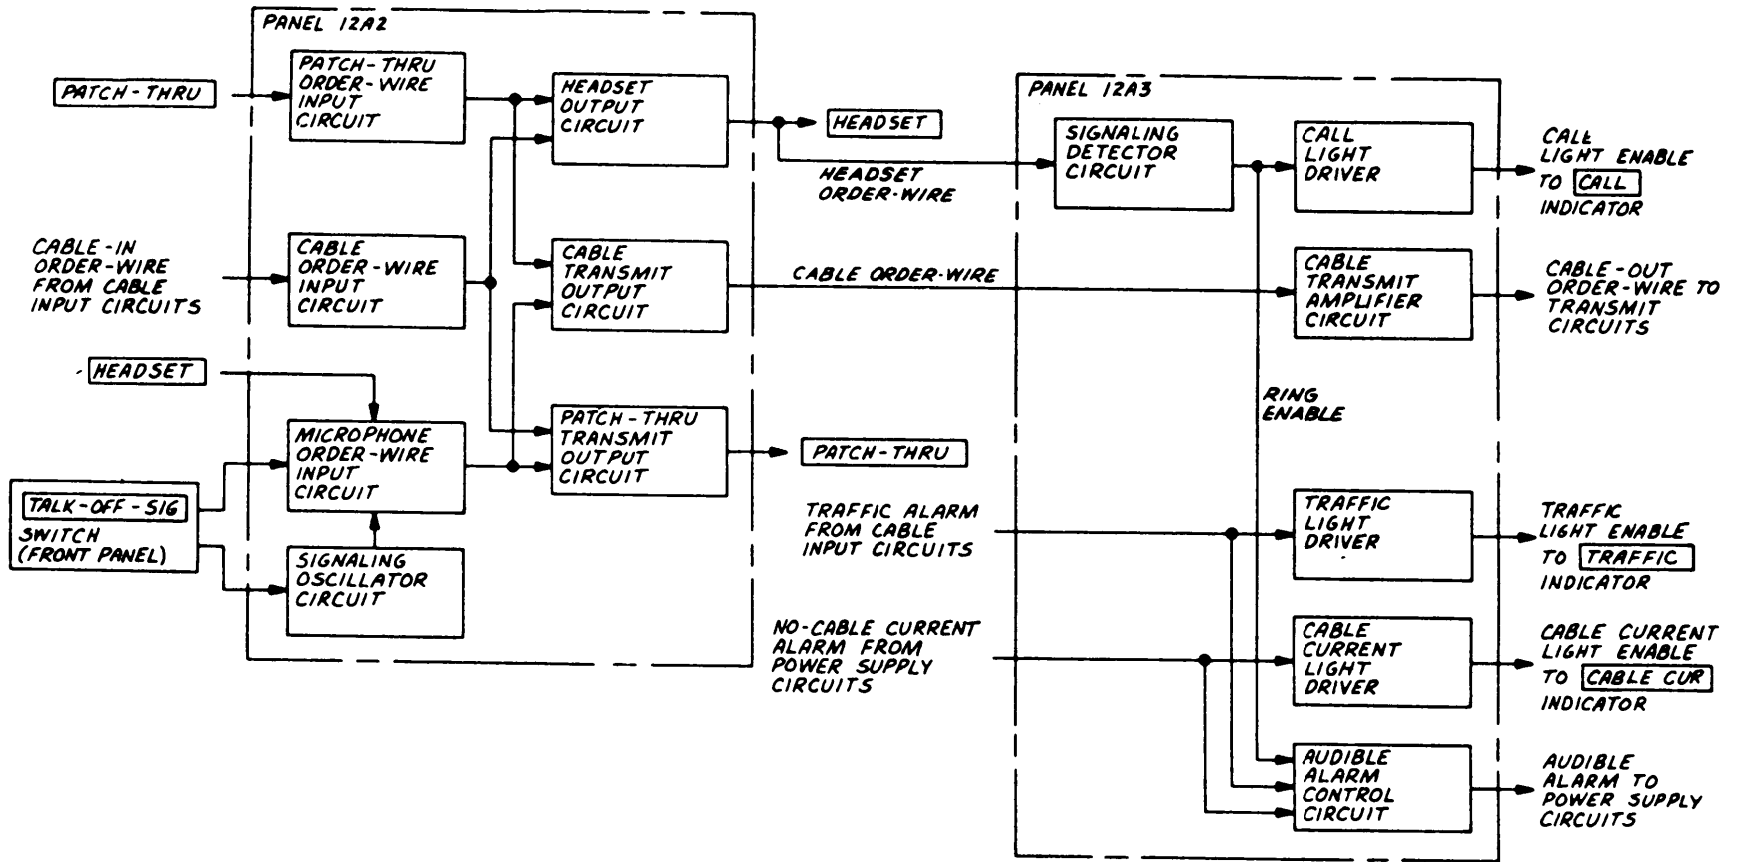 PANEL 12A2
PATCH-THRU
PATCH-THRU
ORDER-WIRE
INPUT
CIRCUIT
HEADSET
OUTPUT
CIRCUIT
HEADSET
HEADSET
ORDER-WIRE
CABLE-IN
ORDER-WIRE
FROM CABLE
INPUT CIRCUITS
CABLE
ORDER-WIRE
INPUT
CIRCUIT
CABLE
TRANSMIT
OUTPUT
CIRCUIT
CABLE ORDER-WIRE
HEADSET
MICROPHONE
ORDER-WIRE
INPUT
CIRCUIT
PATCH-THRU
TRANSMIT
OUTPUT
CIRCUIT
PATCH-THRU
TALK-OFF-SIG
SWITCH
(FRONT PANEL)
SIGNALING
OSCILLATOR
CIRCUIT
PANEL 12A3
SIGNALING
DETECTOR
CIRCUIT
CALL
LIGHT
DRIVER
CALL
LIGHT ENABLE
TO CALL
INDICATOR
CABLE
TRANSMIT
AMPLIFIER
CIRCUIT
CABLE-OUT
ORDER-WIRE TO
TRANSMIT
CIRCUITS
RING
ENABLE
TRAFFIC ALARM
FROM CABLE
INPUT CIRCUITS
TRAFFIC
LIGHT
DRIVER
TRAFFIC
LIGHT ENABLE
TO TRAFFIC
INDICATOR
NO-CABLE CURRENT
ALARM FROM
POWER SUPPLY
CIRCUITS
CABLE
CURRENT
LIGHT
DRIVER
CABLE CURRENT
LIGHT ENABLE
TO CABLE CUR
INDICATOR
AUDIBLE
ALARM
CONTROL
CIRCUIT
AUDIBLE
ALARM TO
POWER SUPPLY
CIRCUITS